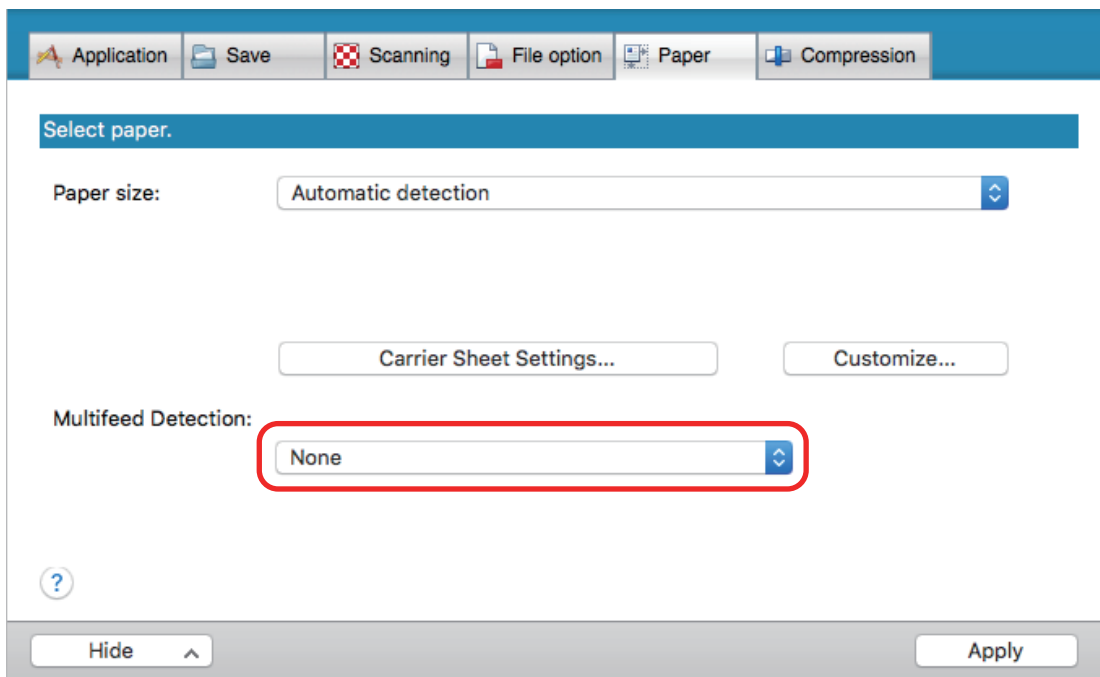 Application Save Scanning File option Paper Compression
Select paper.
Paper size: Automatic detection
Carrier Sheet Settings... Customize...
Multifeed Detection:
None
?
Hide Apply